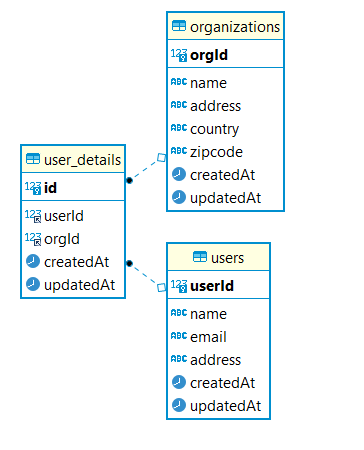 organizations
123 orgId
ABC name
ABC address
ABC country
ABC zipcode
createdAt
updatedAt
user_details
123 id
123 userId
123 orgId
createdAt
updatedAt
users
123 userId
ABC name
ABC email
ABC address
createdAt
updatedAt